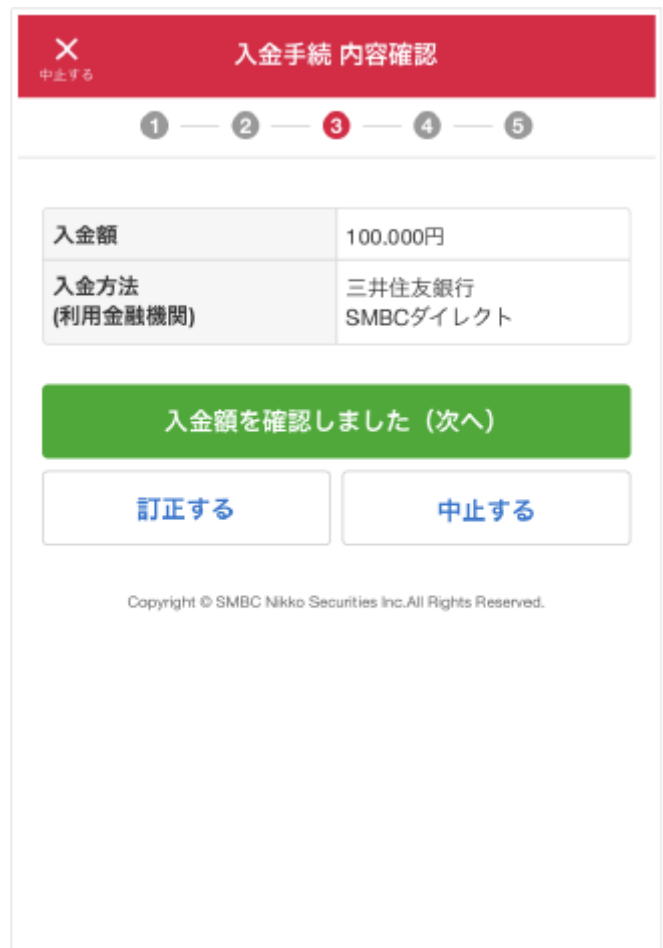 ×
中止する
入金手続 内容確認
1 2 3 4 5
入金額
100.000円
入金方法
(利用金融機関)
三井住友銀行
SMBCダイレクト
入金額を確認しました（次へ）
訂正する
中止する
Copyright © SMBC Nikko Securities Inc.All Rights Reserved.